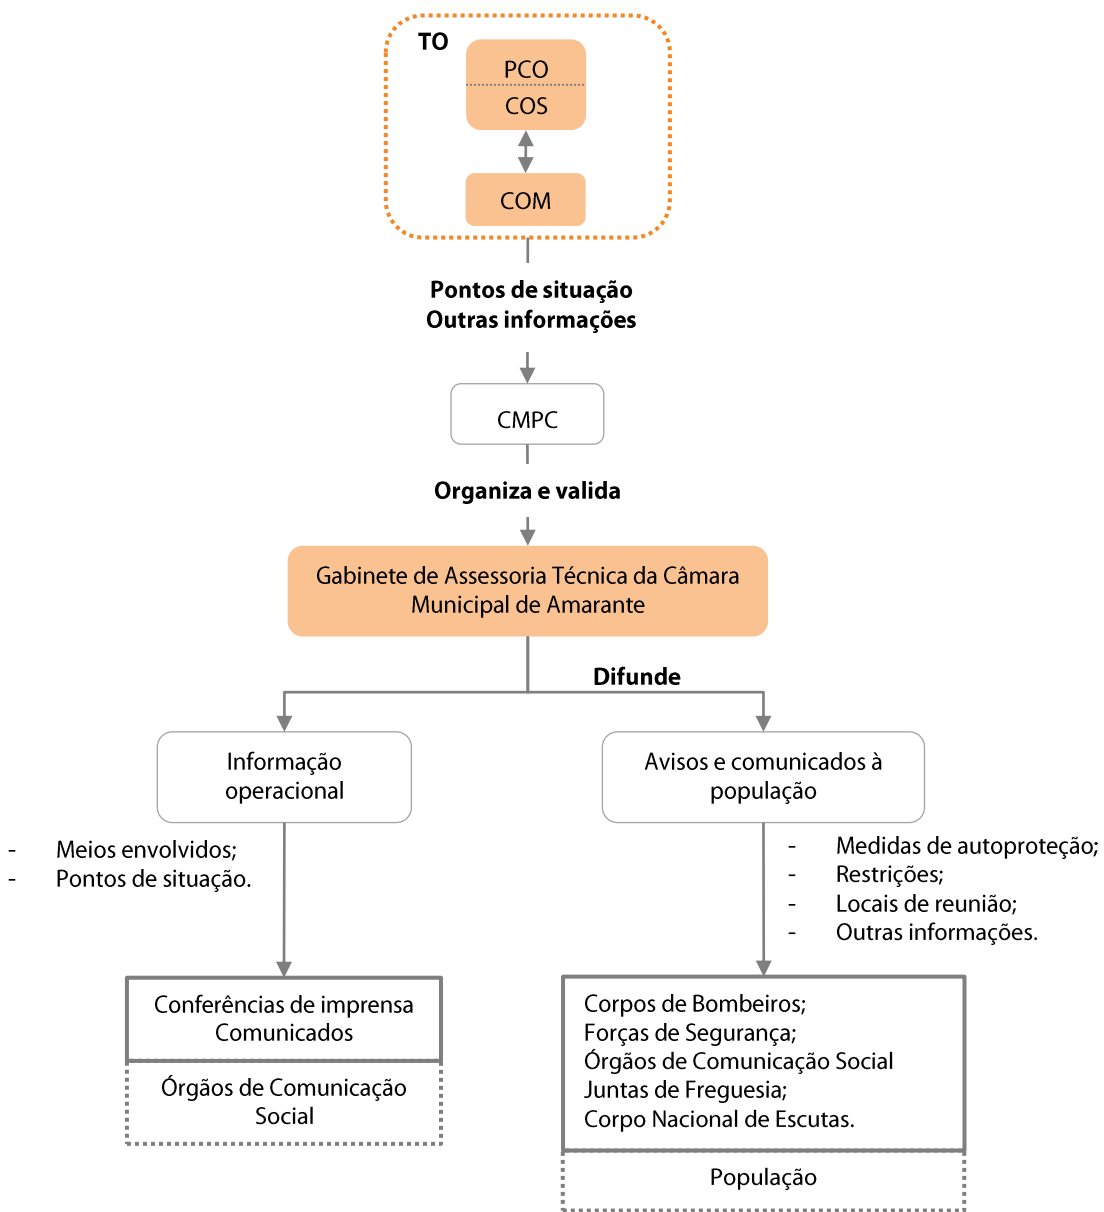 TO
PCO
COS
COM
Pontos de situação
Outras informações
CMPC
Organiza e valida
Gabinete de Assessoria Técnica da Câmara
Municipal de Amarante
Difunde
Informação
operacional
- Meios envolvidos;
- Pontos de situação.
Conferências de imprensa
Comunicados
Órgãos de Comunicação
Social
Avisos e comunicados à
população
- Medidas de autoproteção;
- Restrições;
- Locais de reunião;
- Outras informações.
Corpos de Bombeiros;
Forças de Segurança;
Órgãos de Comunicação Social
Juntas de Freguesia;
Corpo Nacional de Escutas.
População